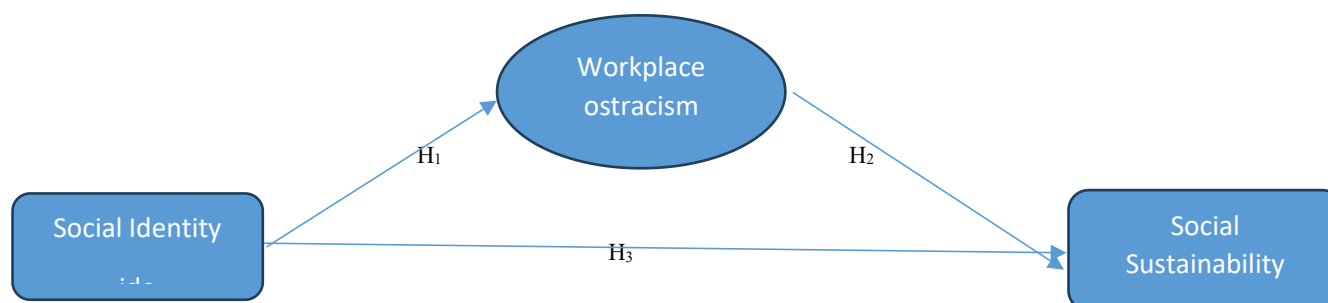 Workplace
ostracism
H₁
H₂
Social Identity
Social
Sustainability
H₃